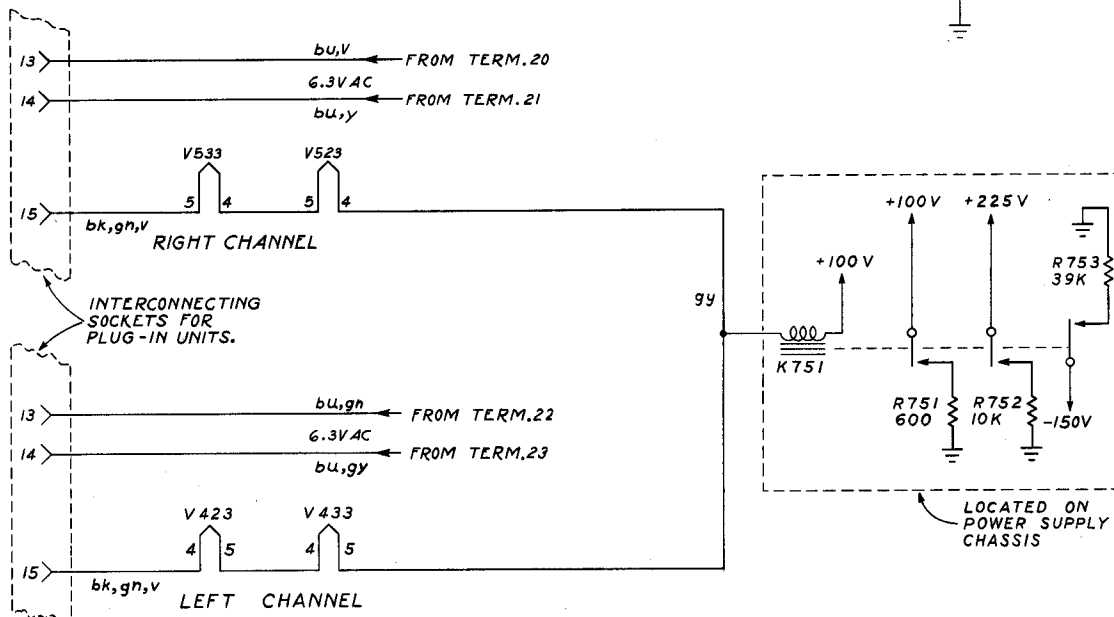 13
bu,v
FROM TERM.20
14
6.3VAC
FROM TERM.21
bu,y
V533
V523
5
4
5
4
15
bk,gn,v
RIGHT CHANNEL
INTERCONNECTING
SOCKETS FOR
PLUG-IN UNITS.
gy
+100V
+225V
+100V
R753
39K
K751
R751
600
R752
10K
-150V
LOCATED ON
POWER SUPPLY
CHASSIS
13
bu,gn
FROM TERM.22
14
6.3VAC
FROM TERM.23
bu,gy
V423
V433
4
5
4
5
15
bk,gn,v
LEFT CHANNEL